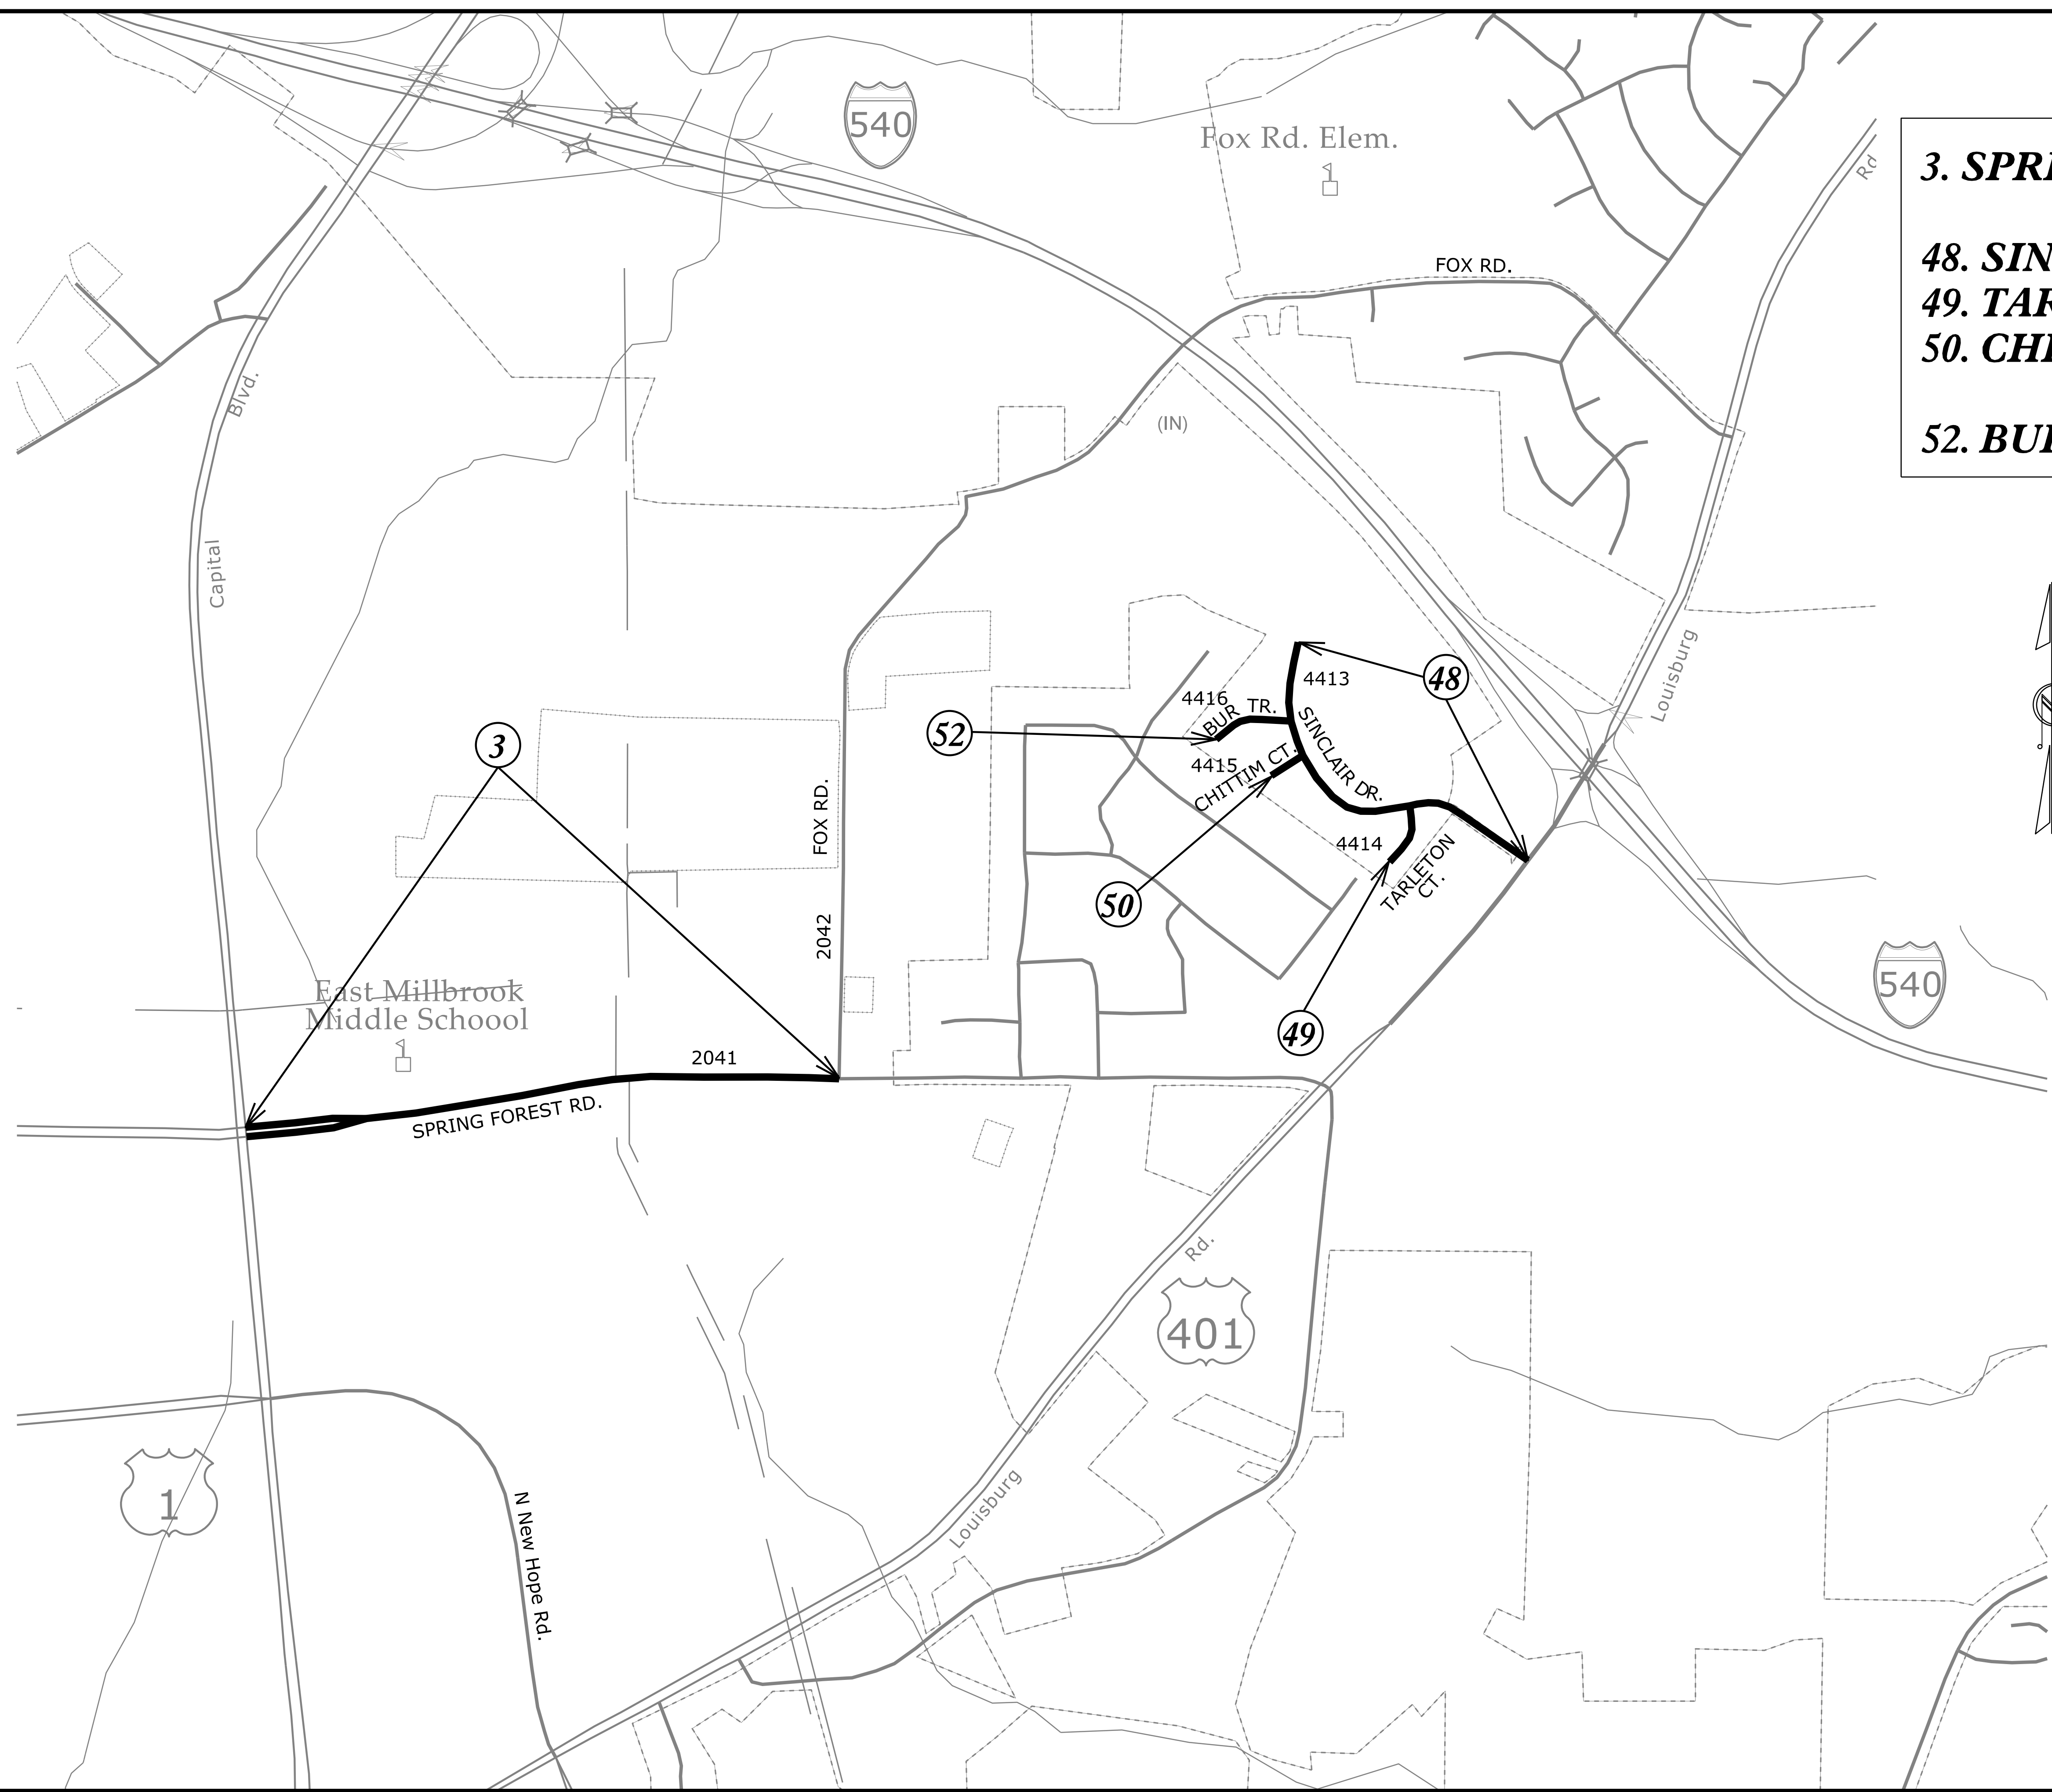 540
Fox Rd. Elem.
Rd
3. SPRI
48. SIN
49. TAR
50. CHI
52. BUR
FOX RD.
Blvd.
(IN)
Capital
Louisburg
48
4413
4416
BUR TR.
52
3
SINCLAIR DR.
4415
CHITTIM CT.
FOX RD.
4414
TARLETON
CT.
50
2042
540
East Millbrook
Middle Schoool
49
2041
SPRING FOREST RD.
Rd.
401
1
N New Hope Rd.
Louisburg